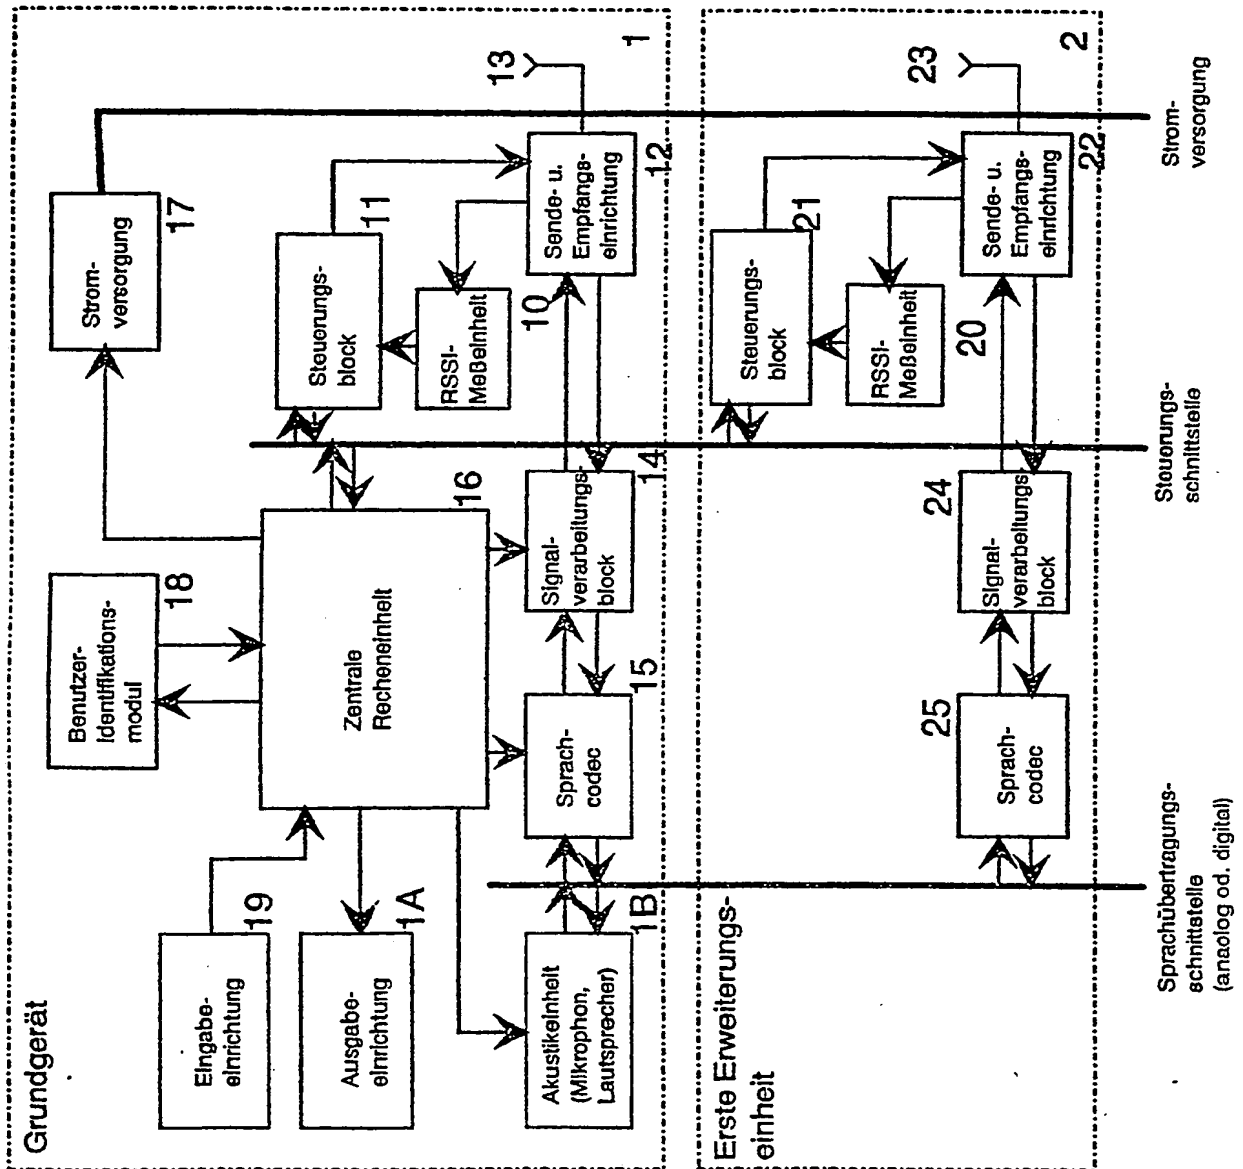 Grundgerät
1
Eingabe-
einrichtung
19
Ausgabe-
einrichtung
1A
Akustikeinheit
(Mikrophon,
Lautsprecher)
1B
Benutzer-
Identifikations-
modul
18
Zentrale
Recheneinheit
16
Sprach-
codec
15
Signal-
verarbeitungs-
block
14
Strom-
versorgung
17
Steuerungs-
block
11
RSSI-
Meßeinheit
10
Sende- u.
Empfangs-
einrichtung
12
13
Erste Erweiterungs-
einheit
2
Sprach-
codec
25
Signal-
verarbeitungs
block
24
Steuerungs-
block
21
RSSI-
Meßeinheit
20
Sende- u.
Empfangs-
einrichtung
22
23
Sprachübertragungs-
schnittstelle
(anaolog od. digital)
Steuerungs-
schnittstelle
Strom-
versorgung